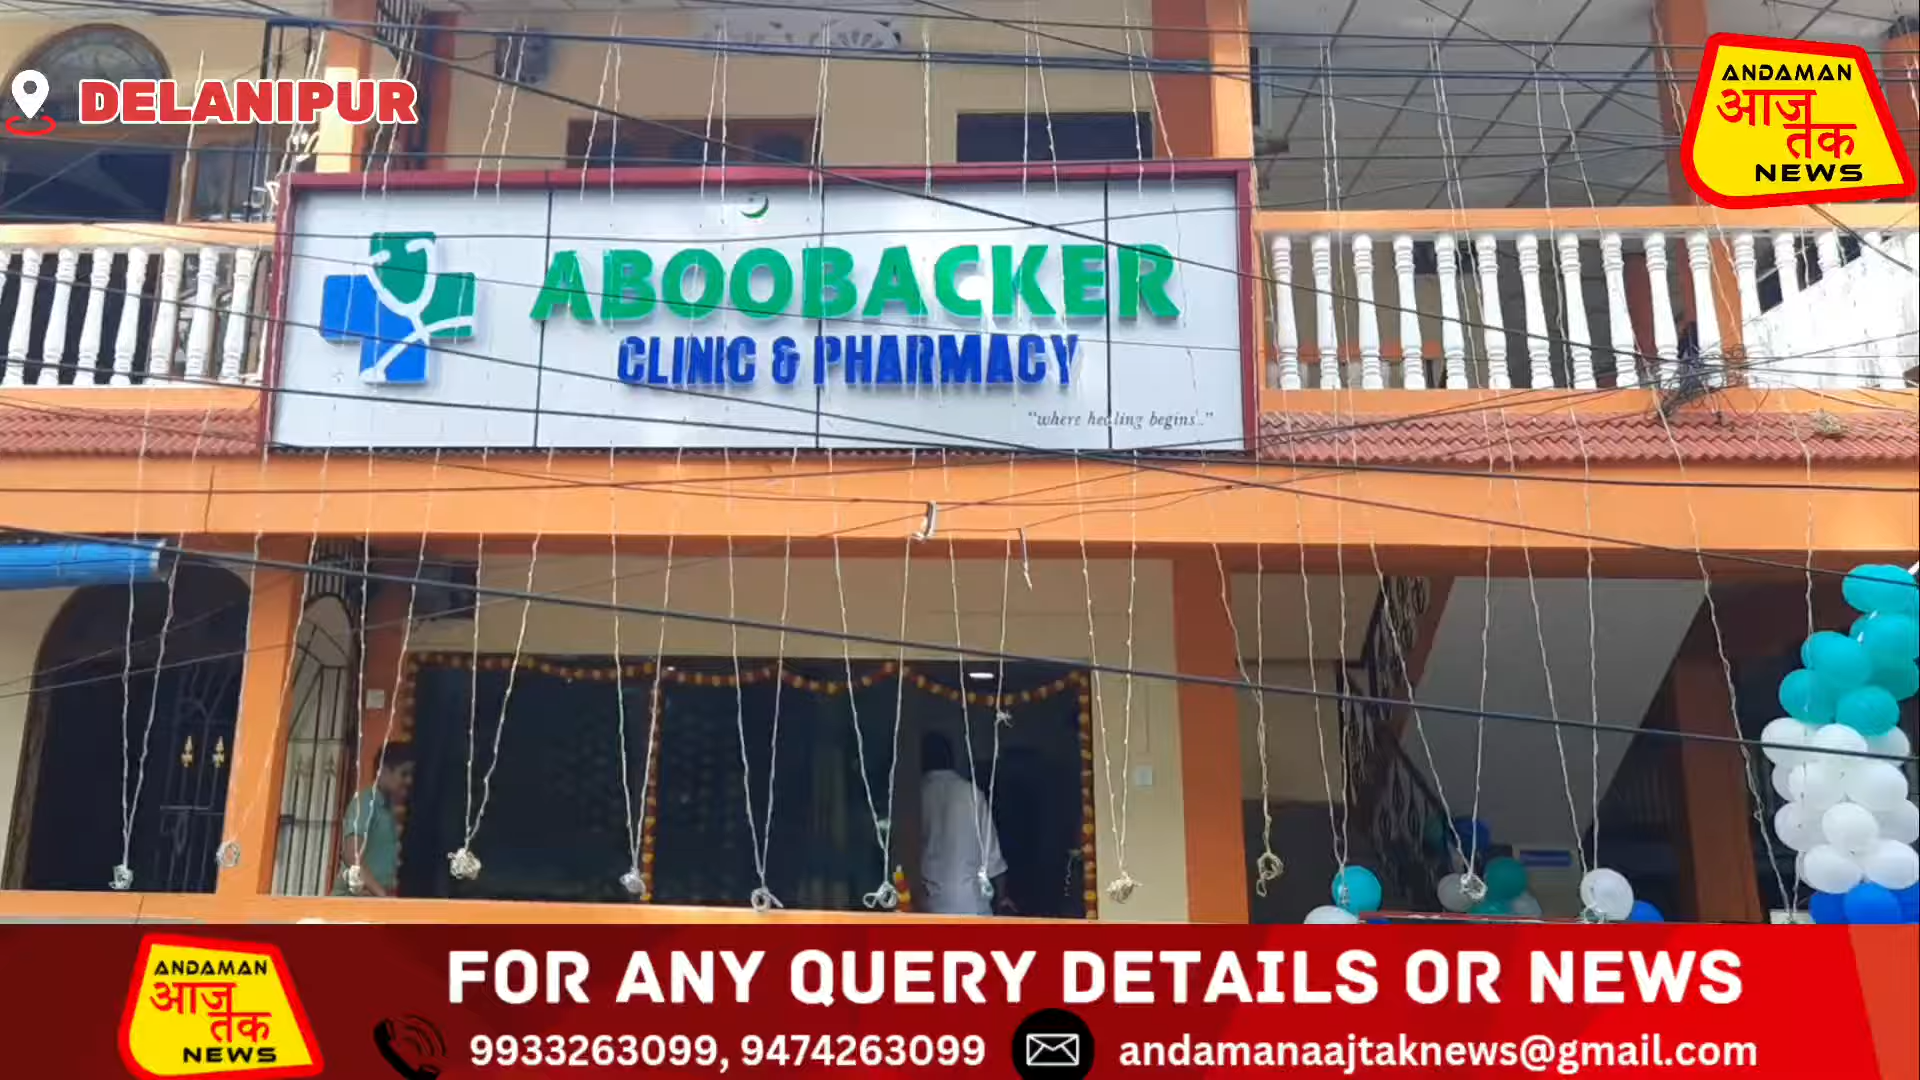 DELANIPUR
ANDAMAN
आज
तक
NEWS
ABOOBACKER
CLINIC & PHARMACY
"where healing begins.."
ANDAMAN
आज
तक
NEWS
FOR ANY QUERY DETAILS OR NEWS
9933263099, 9474263099
andamanaajtaknews@gmail.com